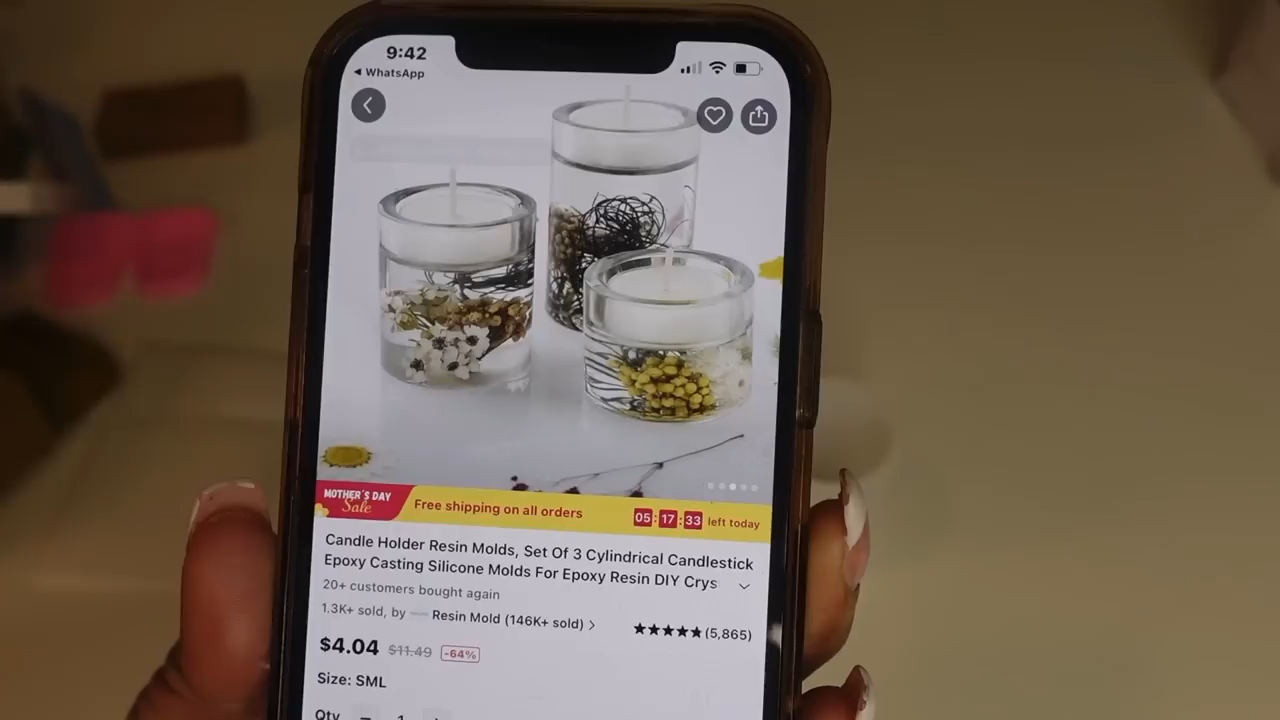 9:42
◀ WhatsApp
MOTHER'S DAY
Sale
Free shipping on all orders
05:17:33 left today
Candle Holder Resin Molds, Set Of 3 Cylindrical Candlestick
Epoxy Casting Silicone Molds For Epoxy Resin DIY Crys
20+ customers bought again
1.3K+ sold, by Resin Mold (146K+ sold) >
★★★★★ (5,865)
$4.04 $11.49 -64%
Size: SML
Qty 1